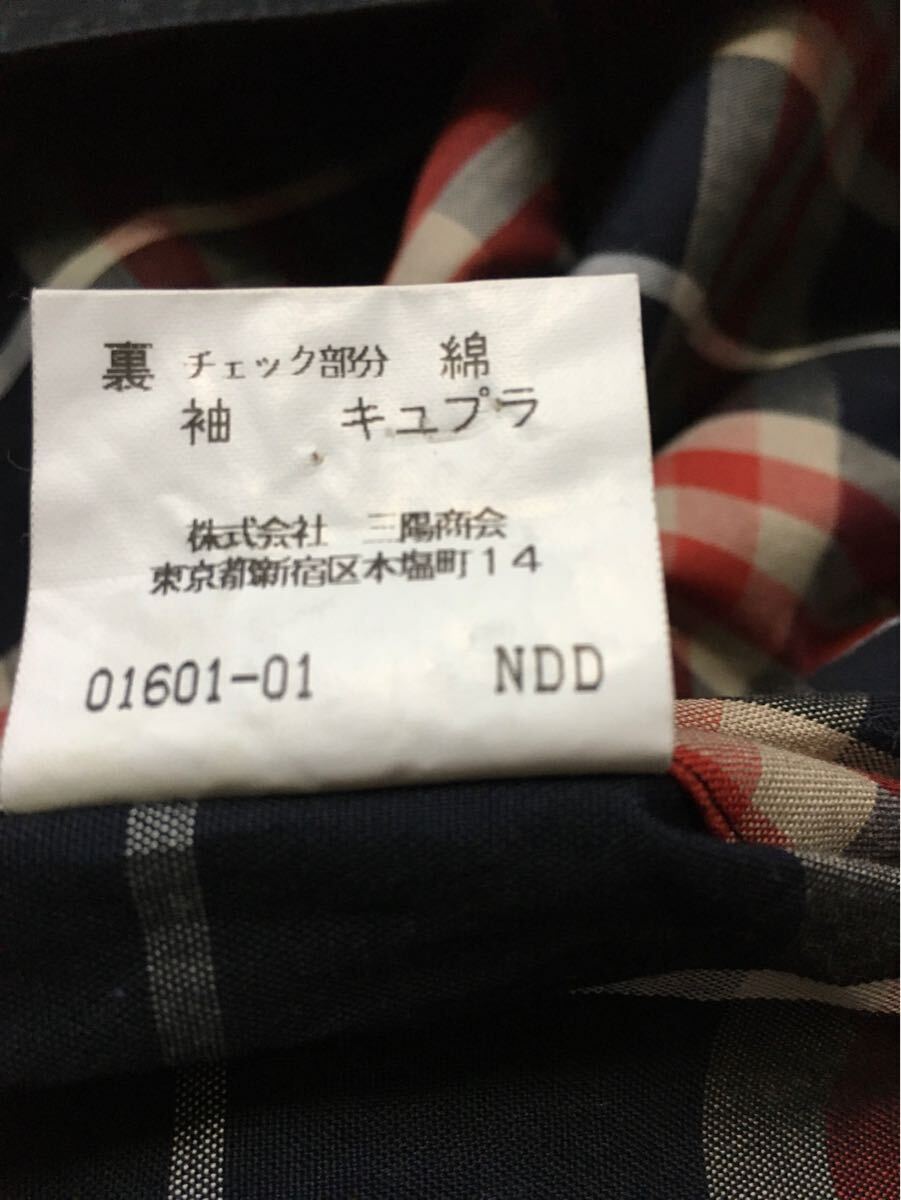 裏 チェック部分 綿
袖 キュプラ
株式会社 三陽商会
東京都新宿区本塩町14
01601-01 NDD